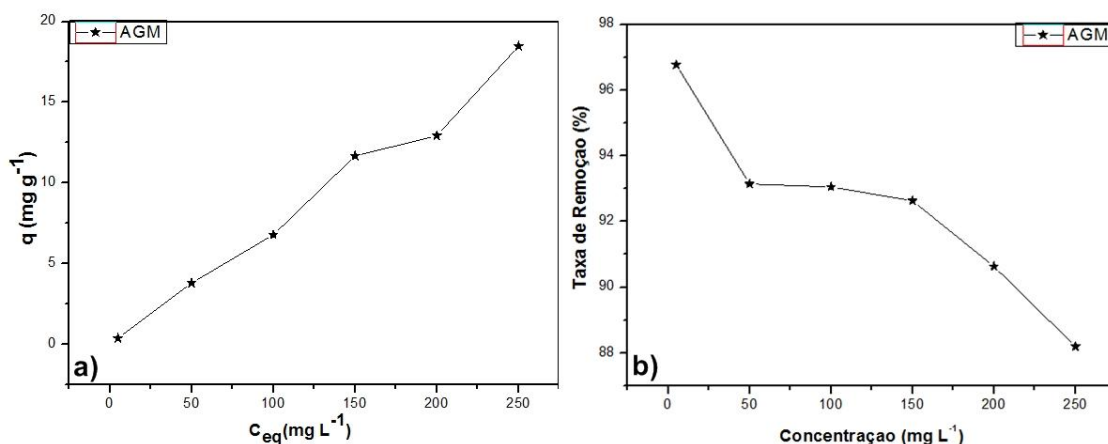 20
15
10
5
0
q (mg g⁻¹)
AGM
a)
0 50 100 150 200 250
C_eq(mg L⁻¹)
98
96
94
92
90
88
Taxa de Remoçao (%)
AGM
b)
0 50 100 150 200 250
Concentraçao (mg L⁻¹)